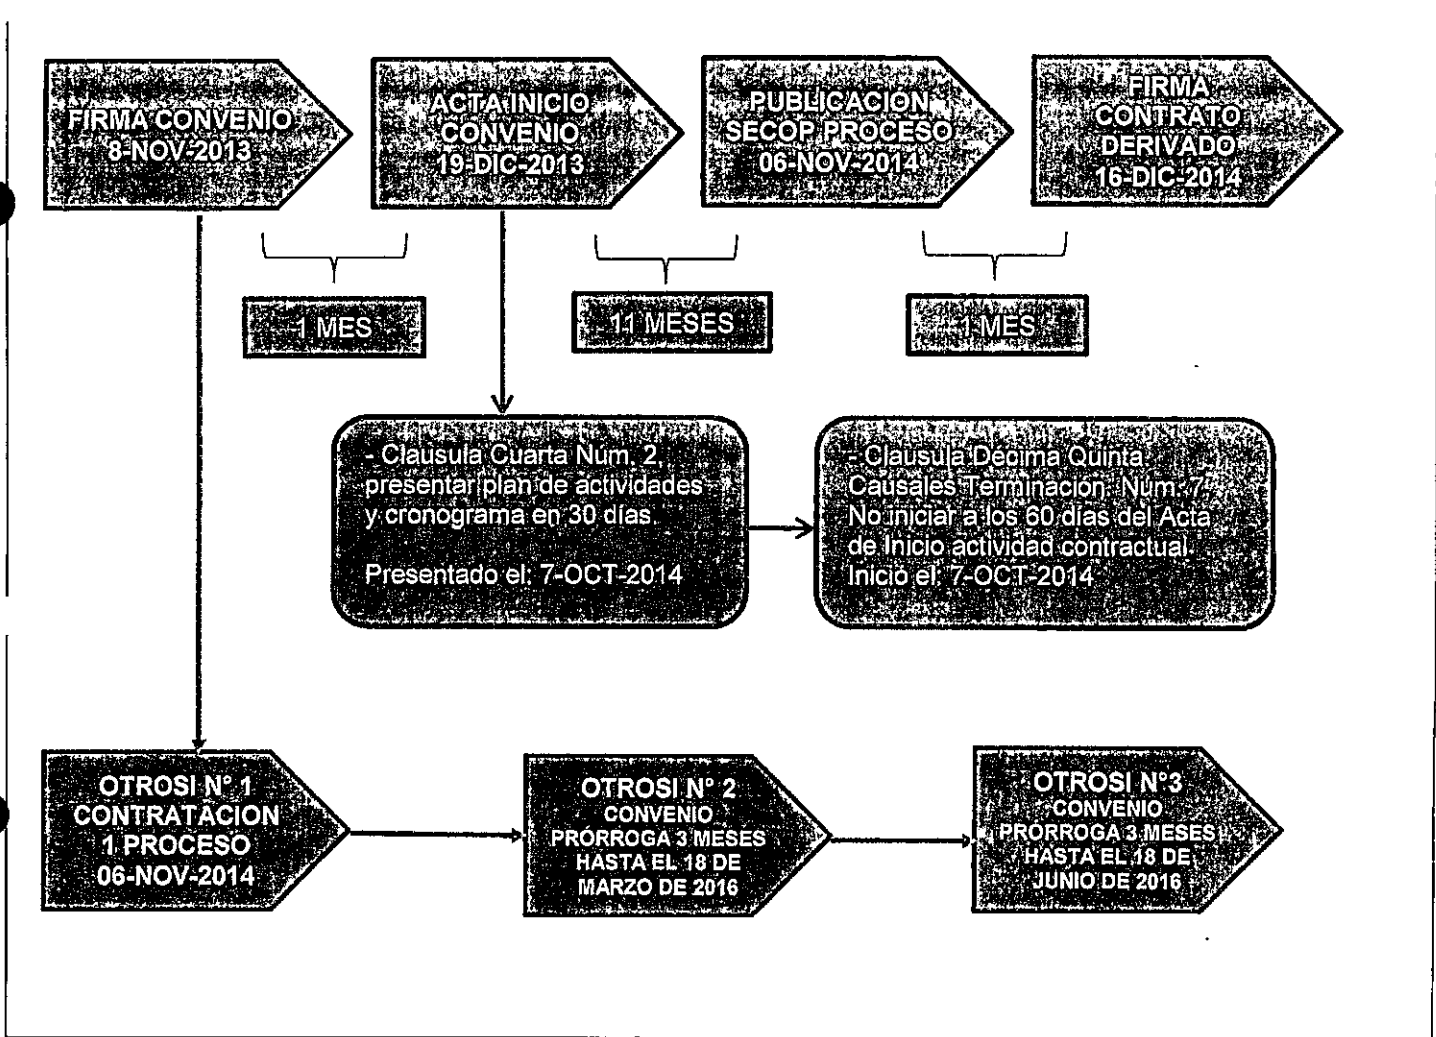 FIRMA CONVENIO
8-NOV-2013
ACTA INICIO
CONVENIO
19-DIC-2013
PUBLICACION
SECOP PROCESO
06-NOV-2014
FIRMA
CONTRATO
DERIVADO
16-DIC-2014
1 MES
11 MESES
1 MES
- Clausula Cuarta Num. 2,
presentar plan de actividades
y cronograma en 30 días.
Presentado el: 7-OCT-2014
- Clausula Décima Quinta
Causales Terminación. Num. 7
No iniciar a los 60 días del Acta
de Inicio actividad contractual.
Inicio el: 7-OCT-2014
OTROSI N° 1
CONTRATACION
1 PROCESO
06-NOV-2014
OTROSI N° 2
CONVENIO
PRÓRROGA 3 MESES
HASTA EL 18 DE
MARZO DE 2016
OTROSI N°3
CONVENIO
PRÓRROGA 3 MESES
HASTA EL 18 DE
JUNIO DE 2016